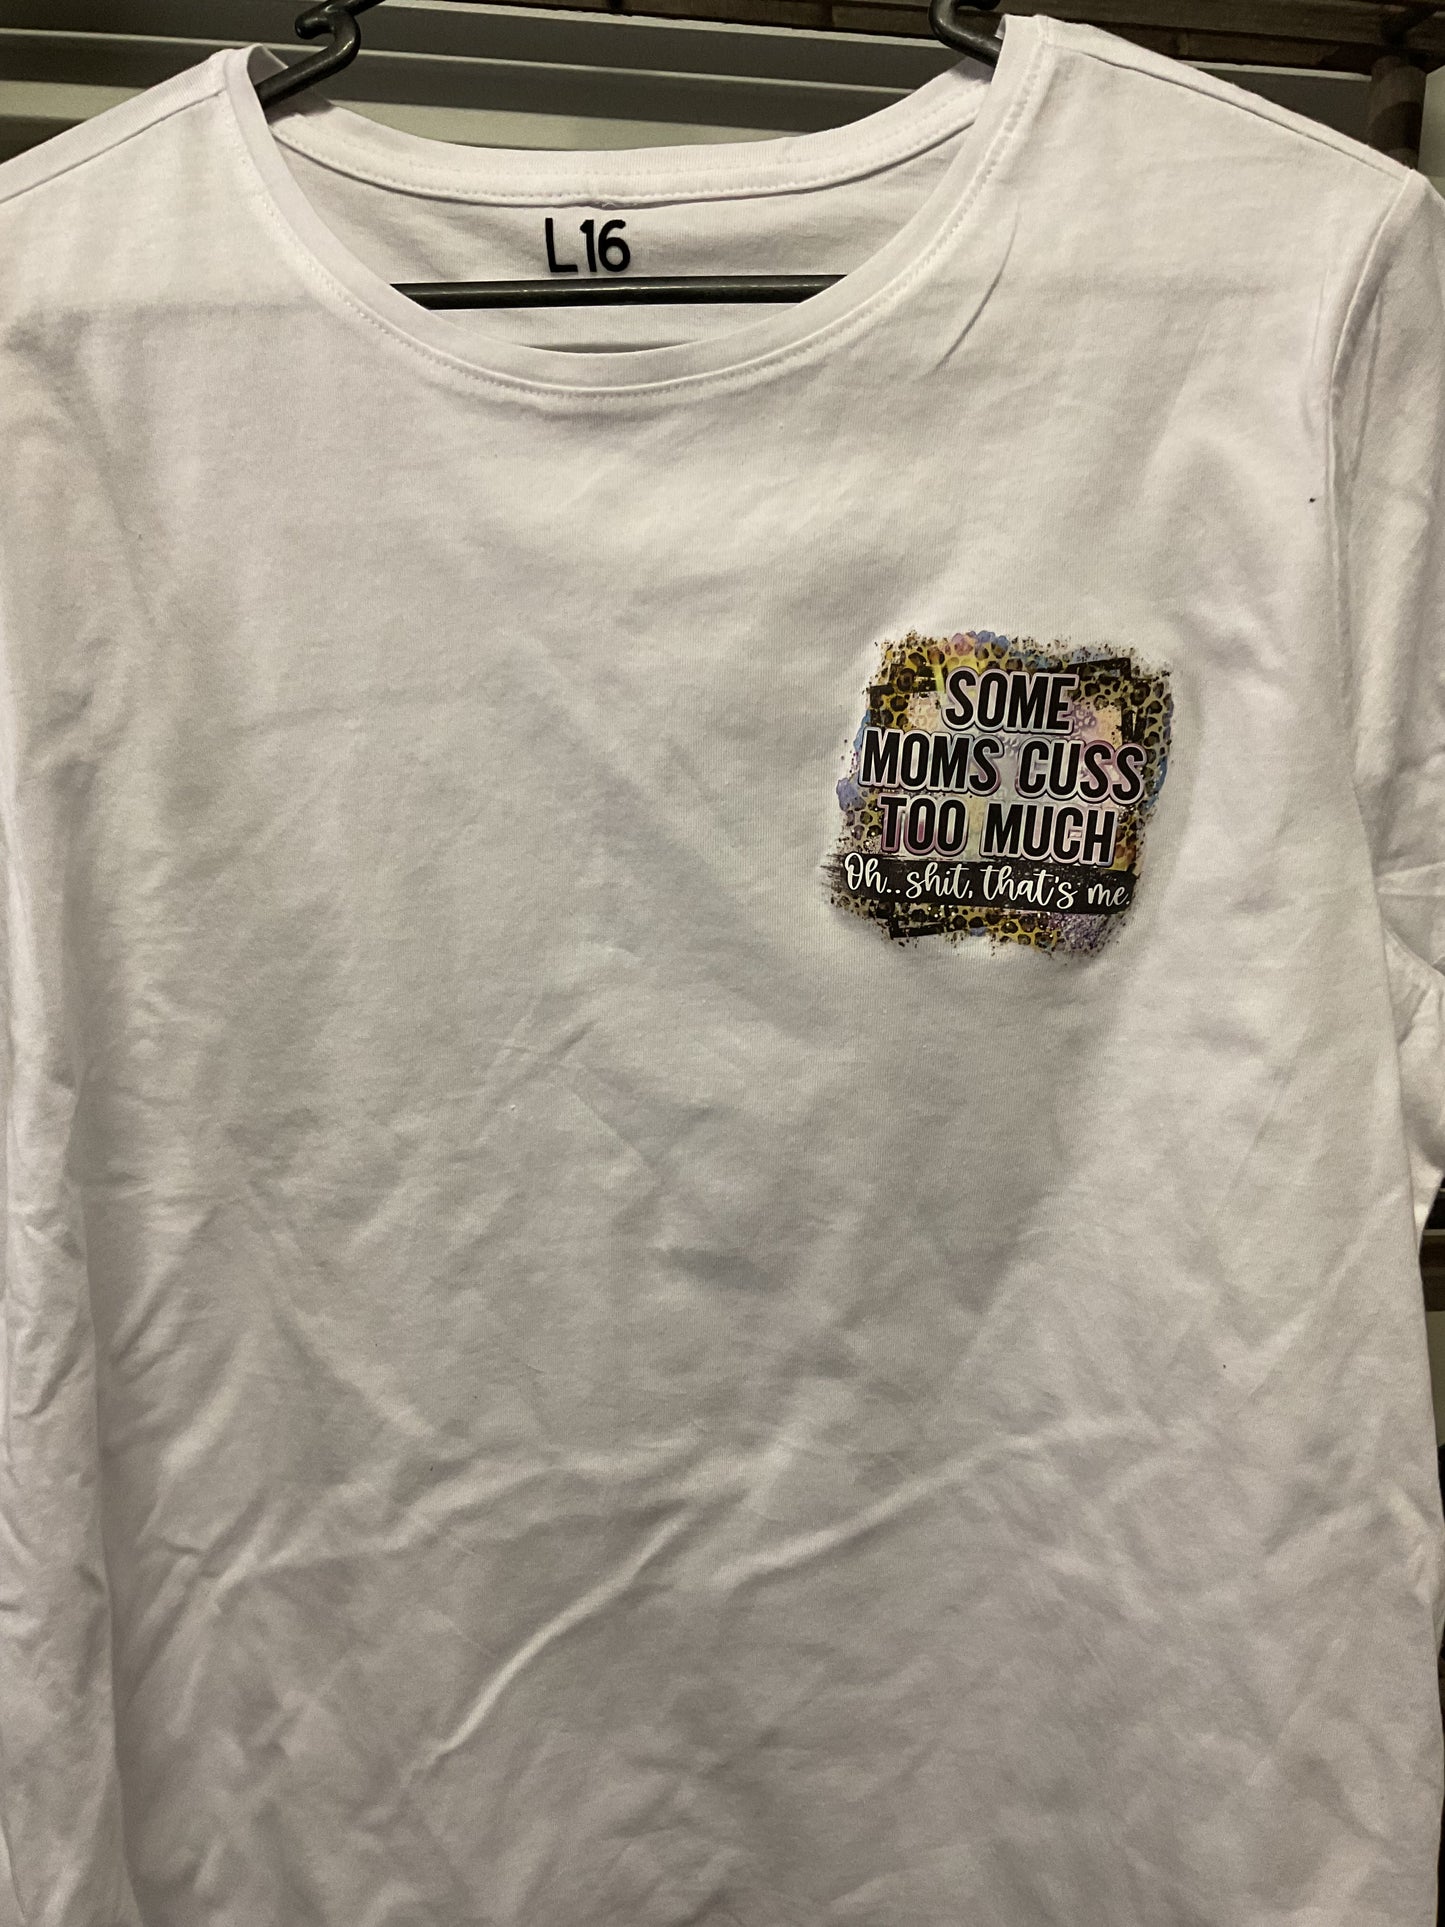 L16
SOME
MOMS CUSS
TOO MUCH
Oh.. shit, that's me.